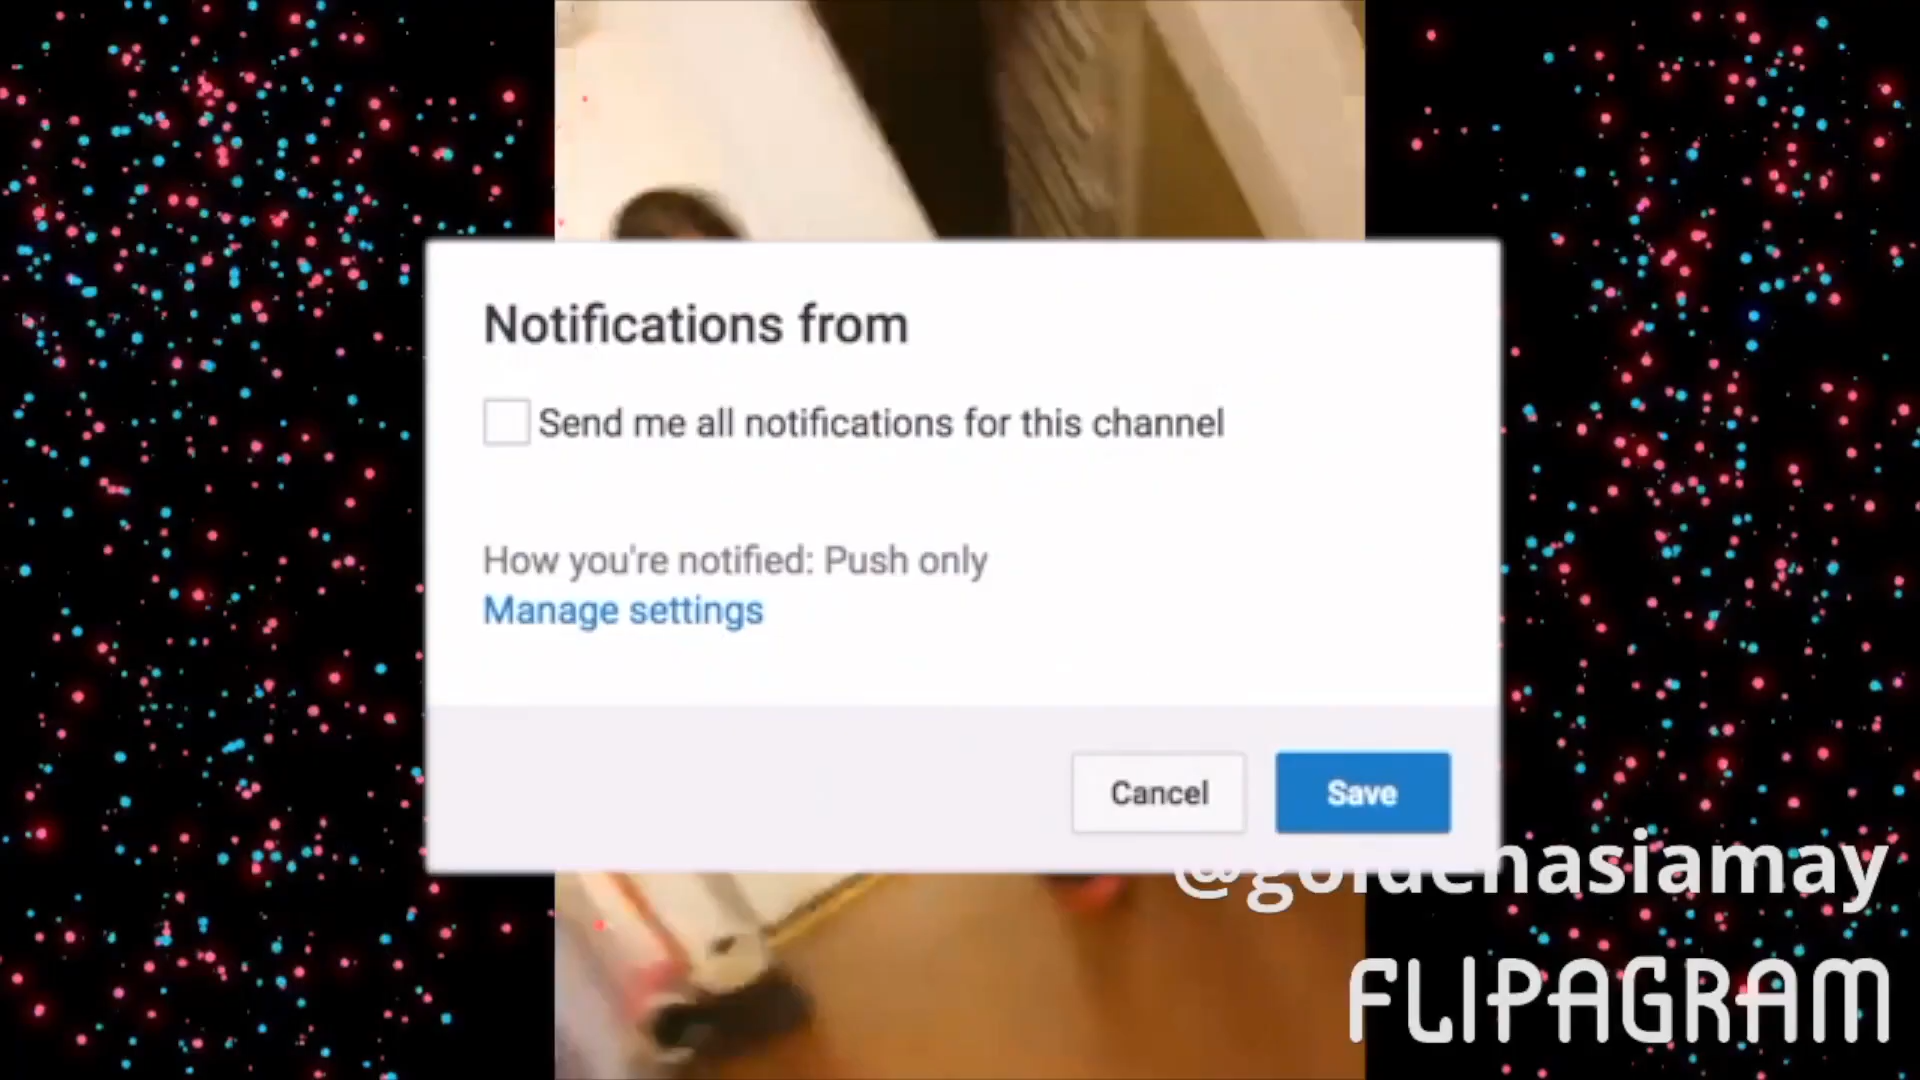 Notifications from
Send me all notifications for this channel
How you're notified: Push only
Manage settings
Cancel
Save
@goldenasiamay
FLIPAGRAM